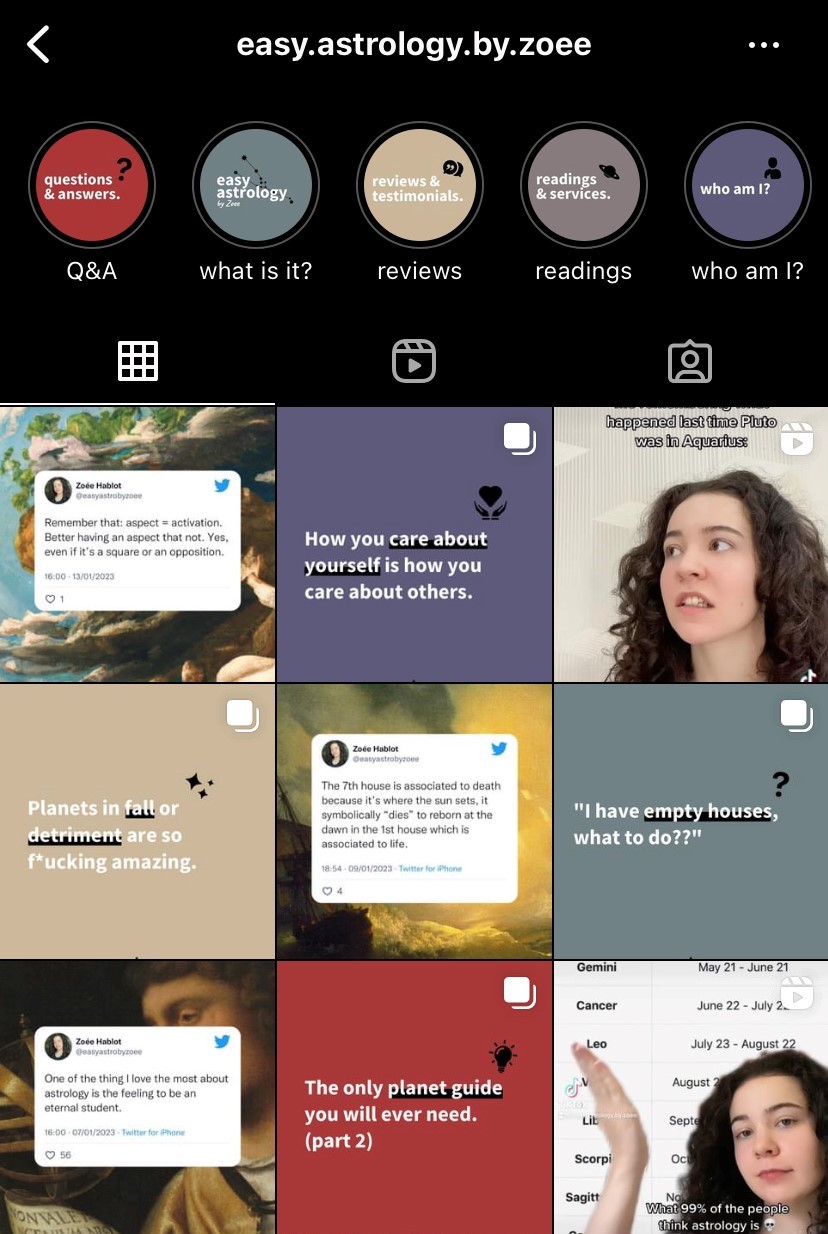 easy.astrology.by.zoee
questions
& answers.
?
easy
astrology
by Zoee
reviews &
testimonials.
readings
& services.
who am I?
Q&A
what is it?
reviews
readings
who am I?
Zoée Hablot
@easyastrobyzoee
Remember that: aspect = activation.
Better having an aspect that not. Yes,
even if it's a square or an opposition.
16:00 · 13/01/2023
1
How you care about
yourself is how you
care about others.
happened last time Pluto
was in Aquarius:
Planets in fall or
detriment are so
f*ucking amazing.
Zoée Hablot
@easyastrobyzoee
The 7th house is associated to death
because it's where the sun sets, it
symbolically “dies” to reborn at the
dawn in the 1st house which is
associated to life.
18:54 · 09/01/2023 · Twitter for iPhone
4
?
"I have empty houses,
what to do??"
Zoée Hablot
@easyastrobyzoee
One of the thing I love the most about
astrology is the feeling to be an
eternal student.
16:00 · 07/01/2023 · Twitter for iPhone
56
The only planet guide
you will ever need.
(part 2)
Gemini May 21 - June 21
Cancer June 22 - July 2
Leo July 23 - August 22
August 2
Lib Septe
Scorpi Oct
Sagitt No
What 99% of the people
think astrology is 💀